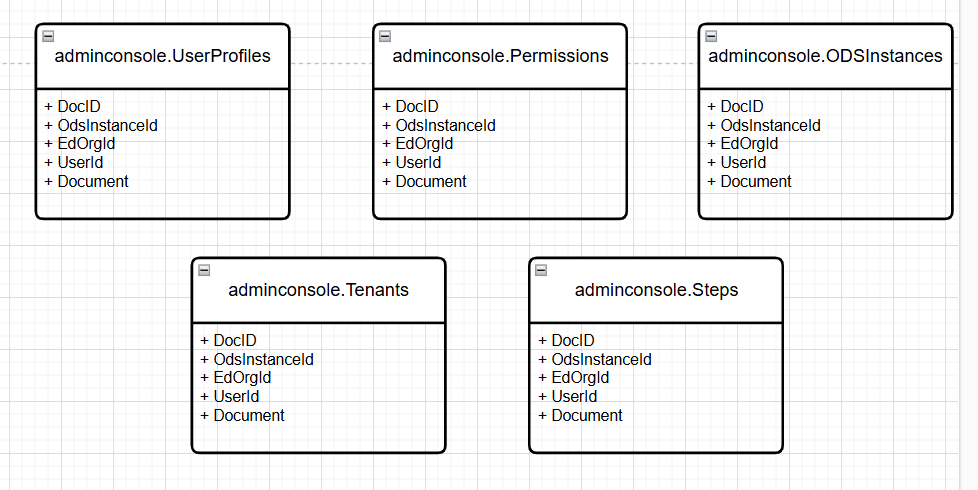 adminconsole.UserProfiles
+ DocID
+ OdsInstanceId
+ EdOrgId
+ UserId
+ Document
adminconsole.Permissions
+ DocID
+ OdsInstanceId
+ EdOrgId
+ UserId
+ Document
adminconsole.ODSInstances
+ DocID
+ OdsInstanceId
+ EdOrgId
+ UserId
+ Document
adminconsole.Tenants
+ DocID
+ OdsInstanceId
+ EdOrgId
+ UserId
+ Document
adminconsole.Steps
+ DocID
+ OdsInstanceId
+ EdOrgId
+ UserId
+ Document